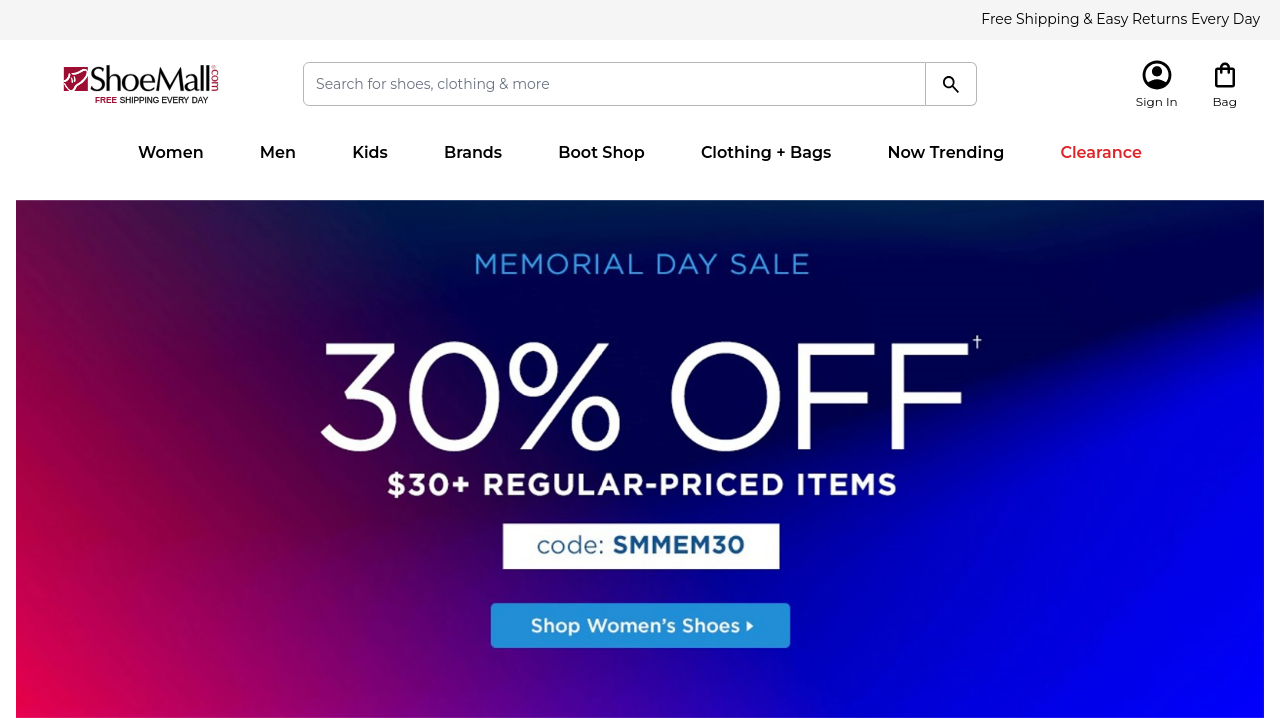 Free Shipping & Easy Returns Every Day
ShoeMall.com
FREE SHIPPING EVERY DAY
Search for shoes, clothing & more
Sign In
Bag
Women
Men
Kids
Brands
Boot Shop
Clothing + Bags
Now Trending
Clearance
MEMORIAL DAY SALE
30% OFF†
$30+ REGULAR-PRICED ITEMS
code: SMMEM30
Shop Women's Shoes